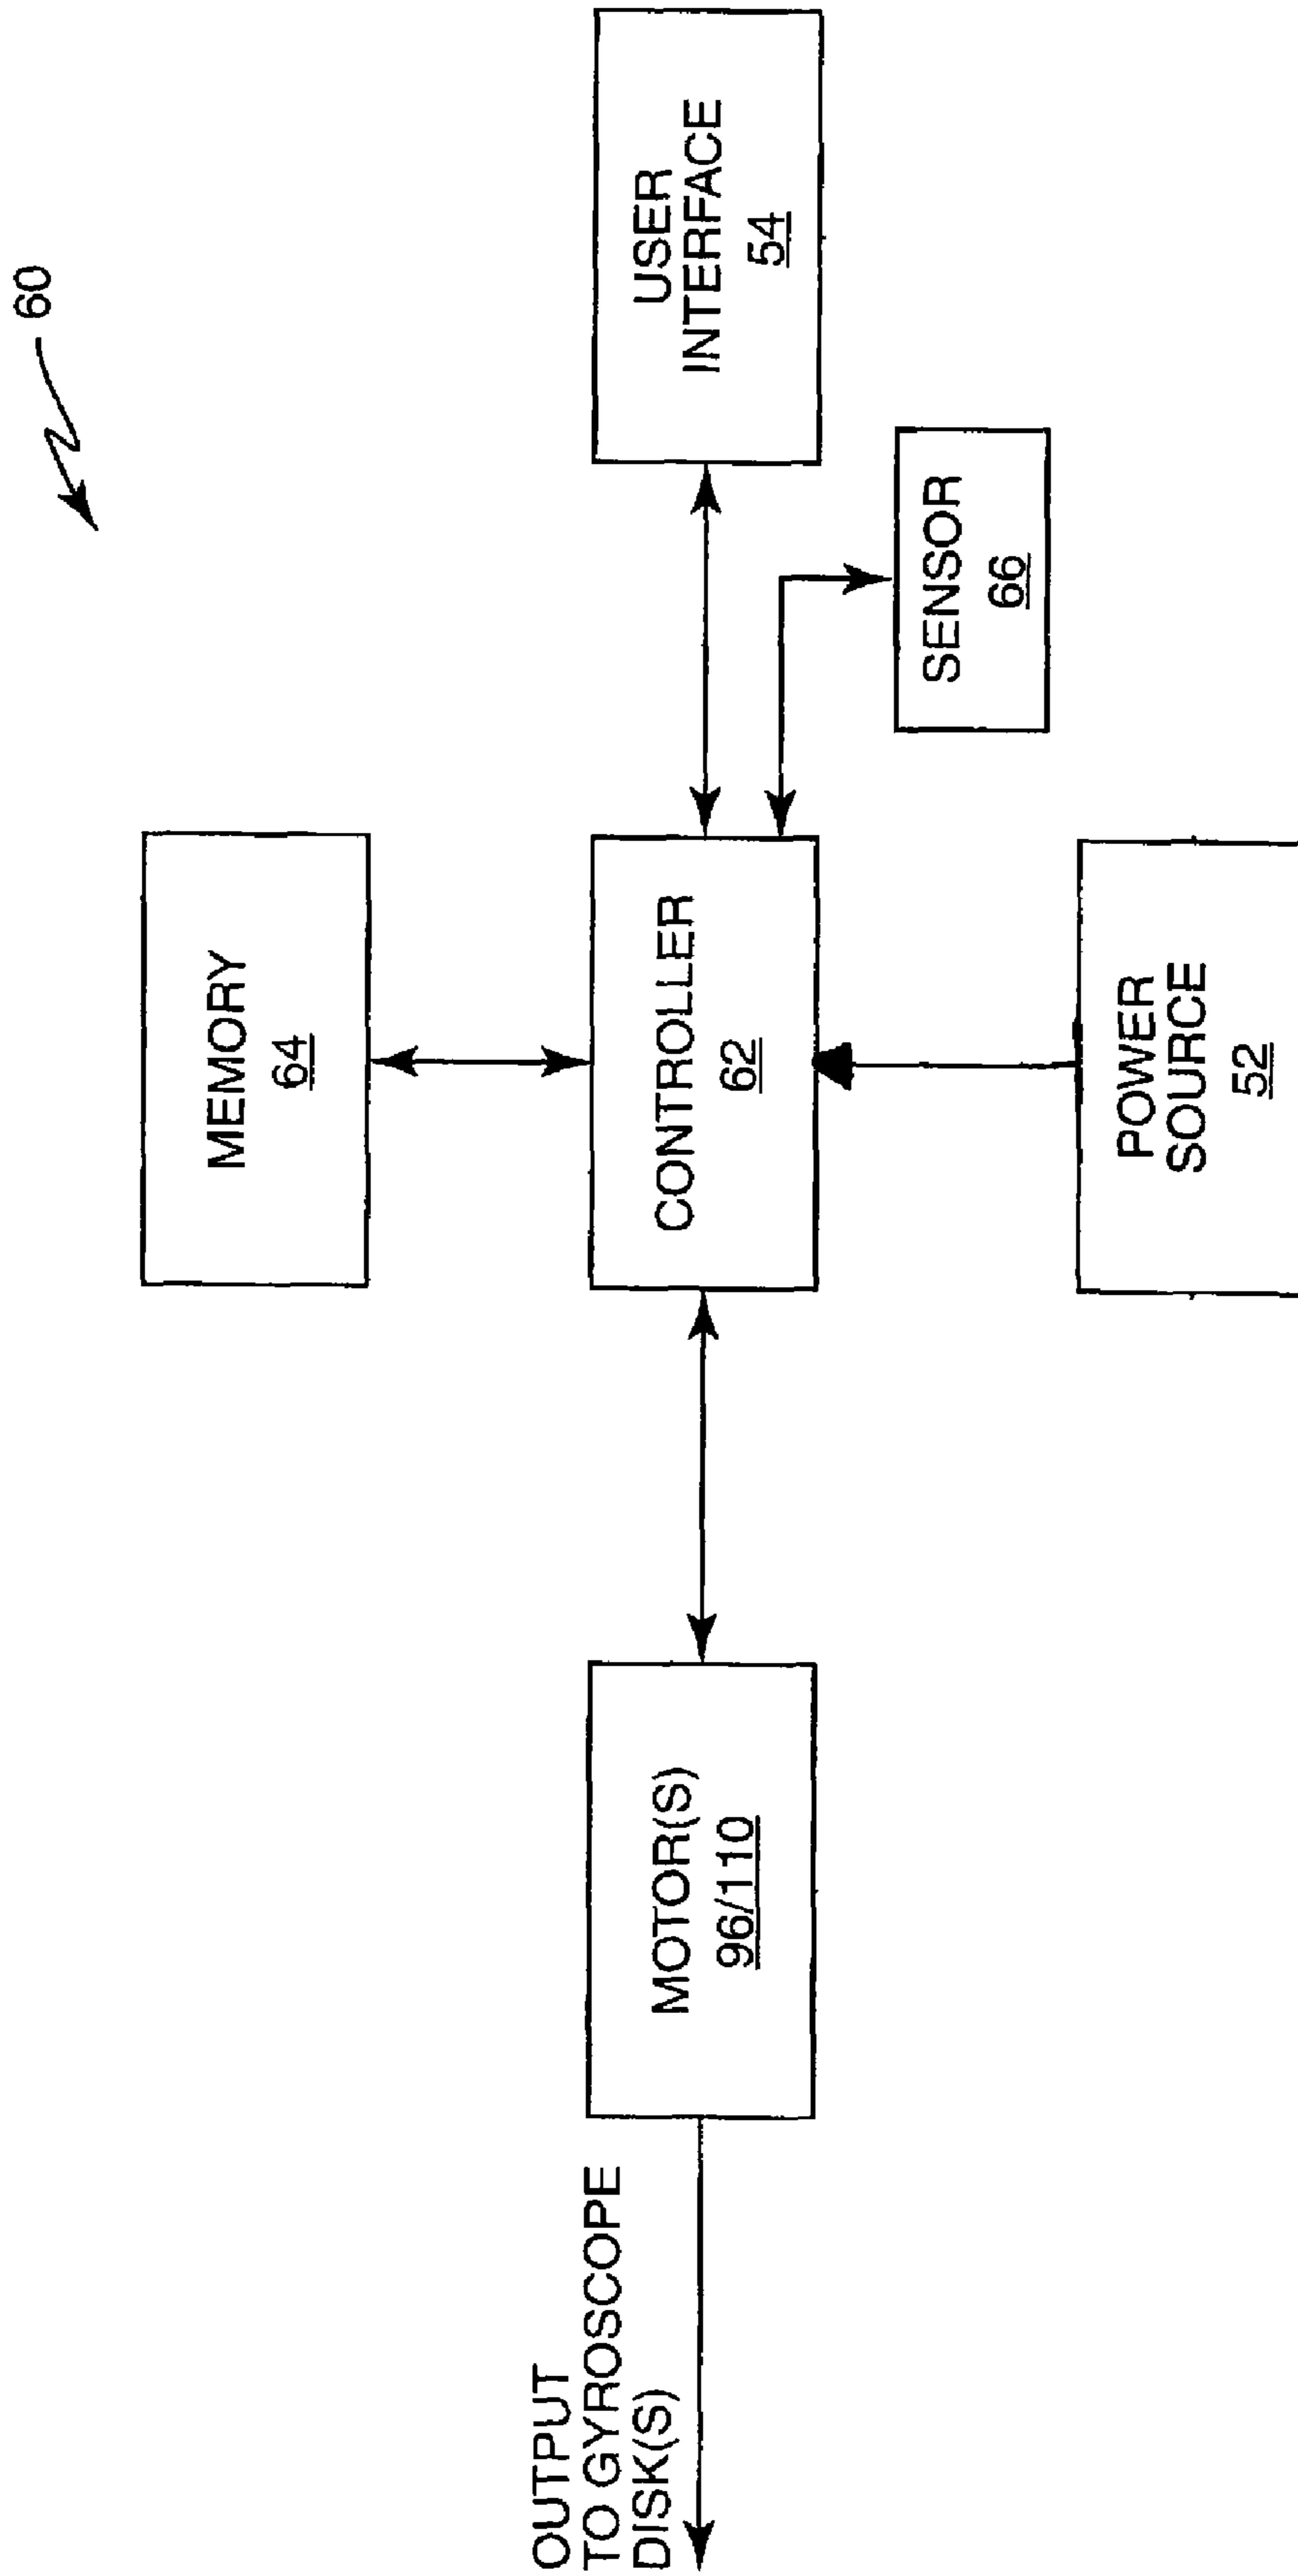 60
MEMORY
64
OUTPUT
TO GYROSCOPE
DISK(S)
MOTOR(S)
96/110
CONTROLLER
62
USER
INTERFACE
54
SENSOR
66
POWER
SOURCE
52